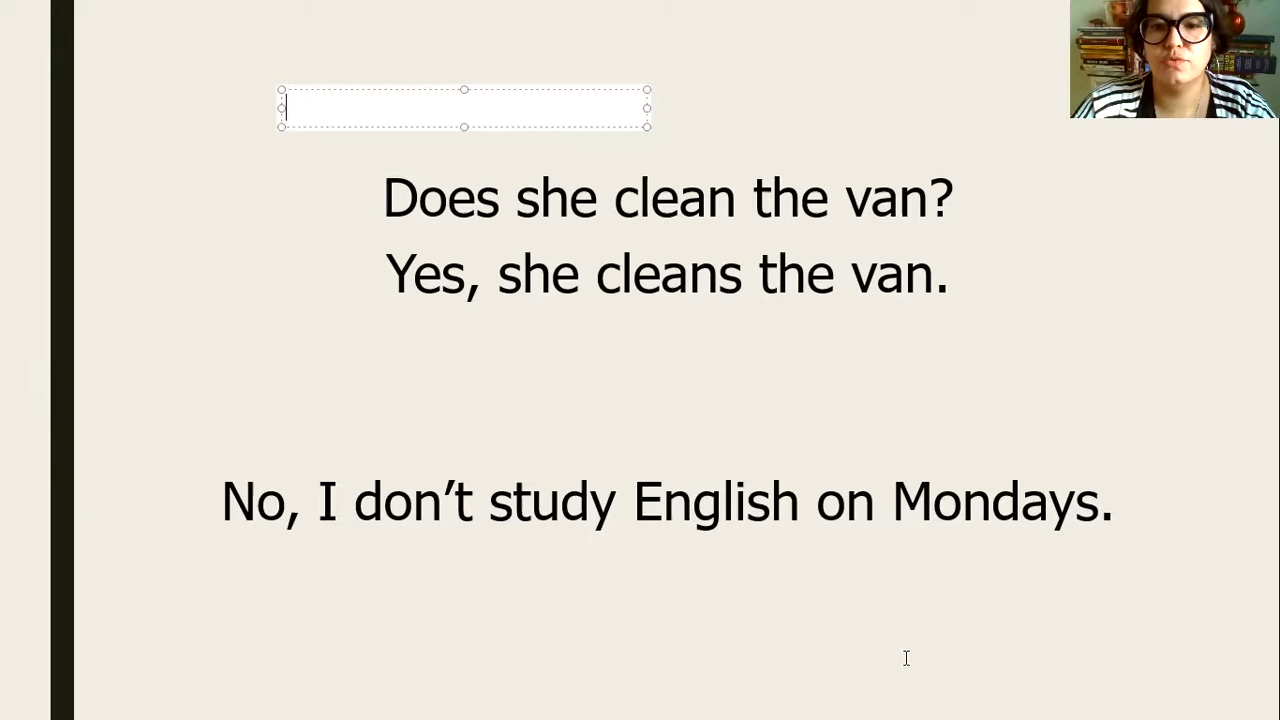 Does she clean the van?
Yes, she cleans the van.
No, I don’t study English on Mondays.